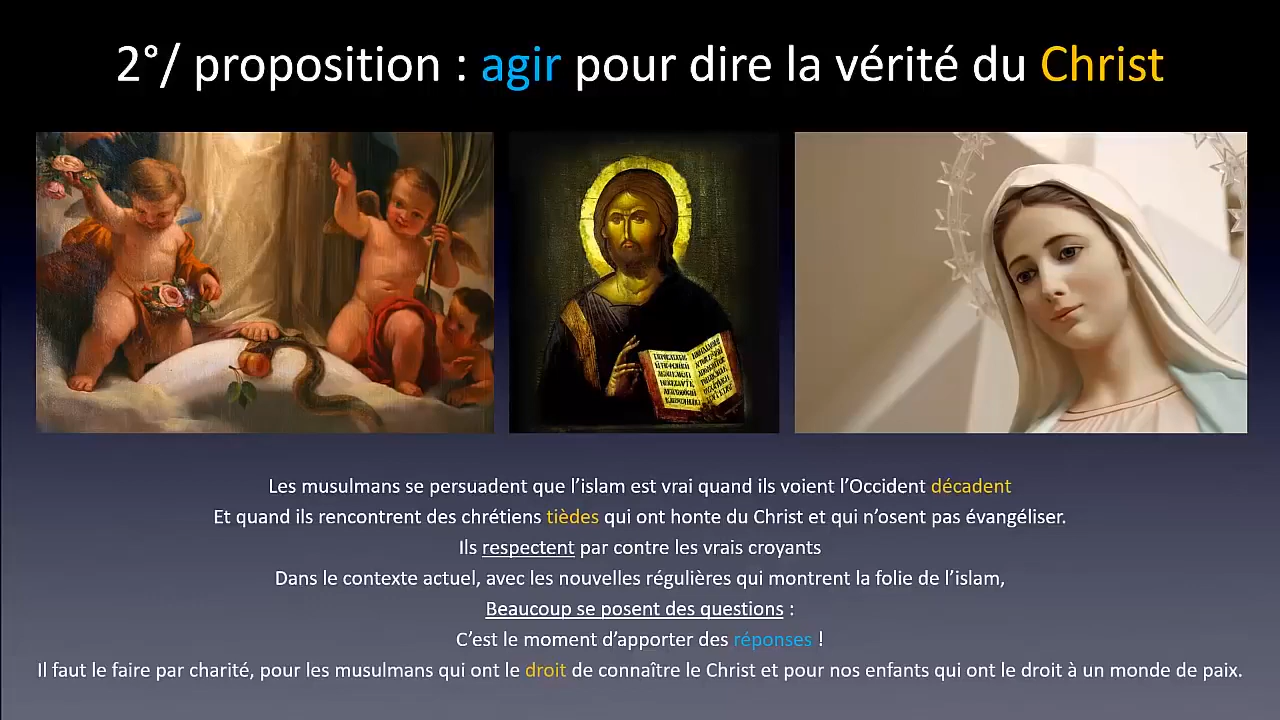 2°/ proposition : agir pour dire la vérité du Christ
Les musulmans se persuadent que l’islam est vrai quand ils voient l’Occident décadent
Et quand ils rencontrent des chrétiens tièdes qui ont honte du Christ et qui n’osent pas évangéliser.
Ils respectent par contre les vrais croyants
Dans le contexte actuel, avec les nouvelles régulières qui montrent la folie de l’islam,
Beaucoup se posent des questions :
C’est le moment d’apporter des réponses !
Il faut le faire par charité, pour les musulmans qui ont le droit de connaître le Christ et pour nos enfants qui ont le droit à un monde de paix.